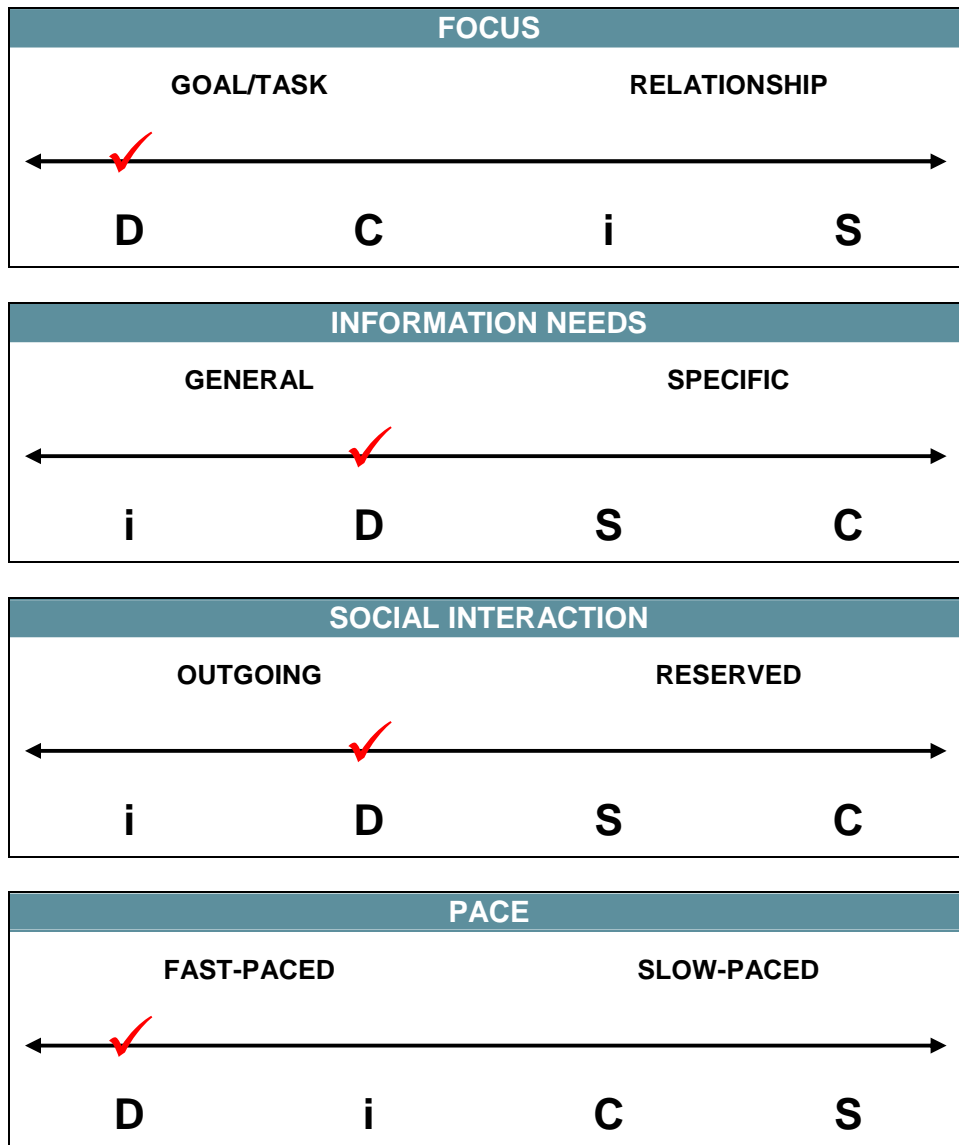 FOCUS
GOAL/TASK RELATIONSHIP
D C i S
INFORMATION NEEDS
GENERAL SPECIFIC
i D S C
SOCIAL INTERACTION
OUTGOING RESERVED
i D S C
PACE
FAST-PACED SLOW-PACED
D i C S